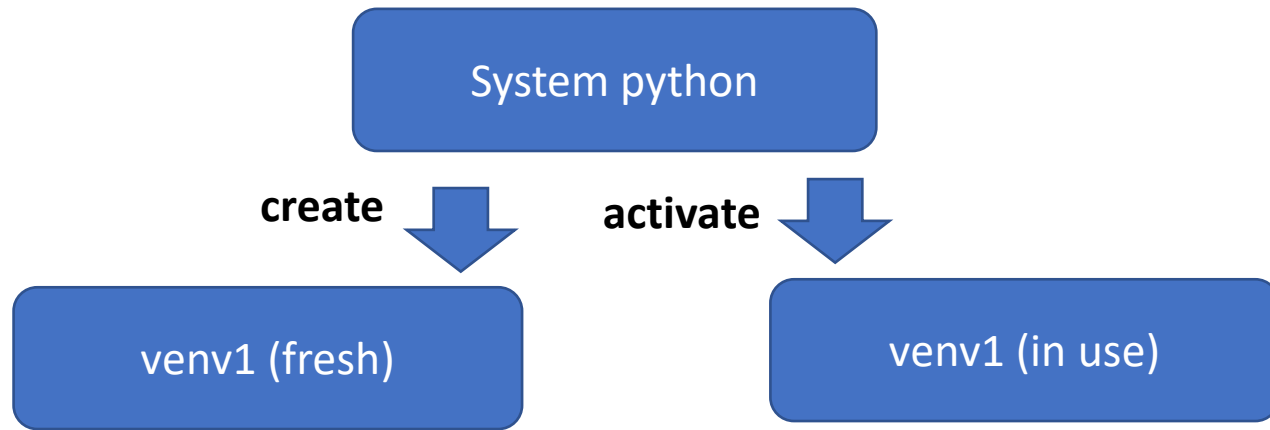 System python
create
activate
venv1 (fresh)
venv1 (in use)